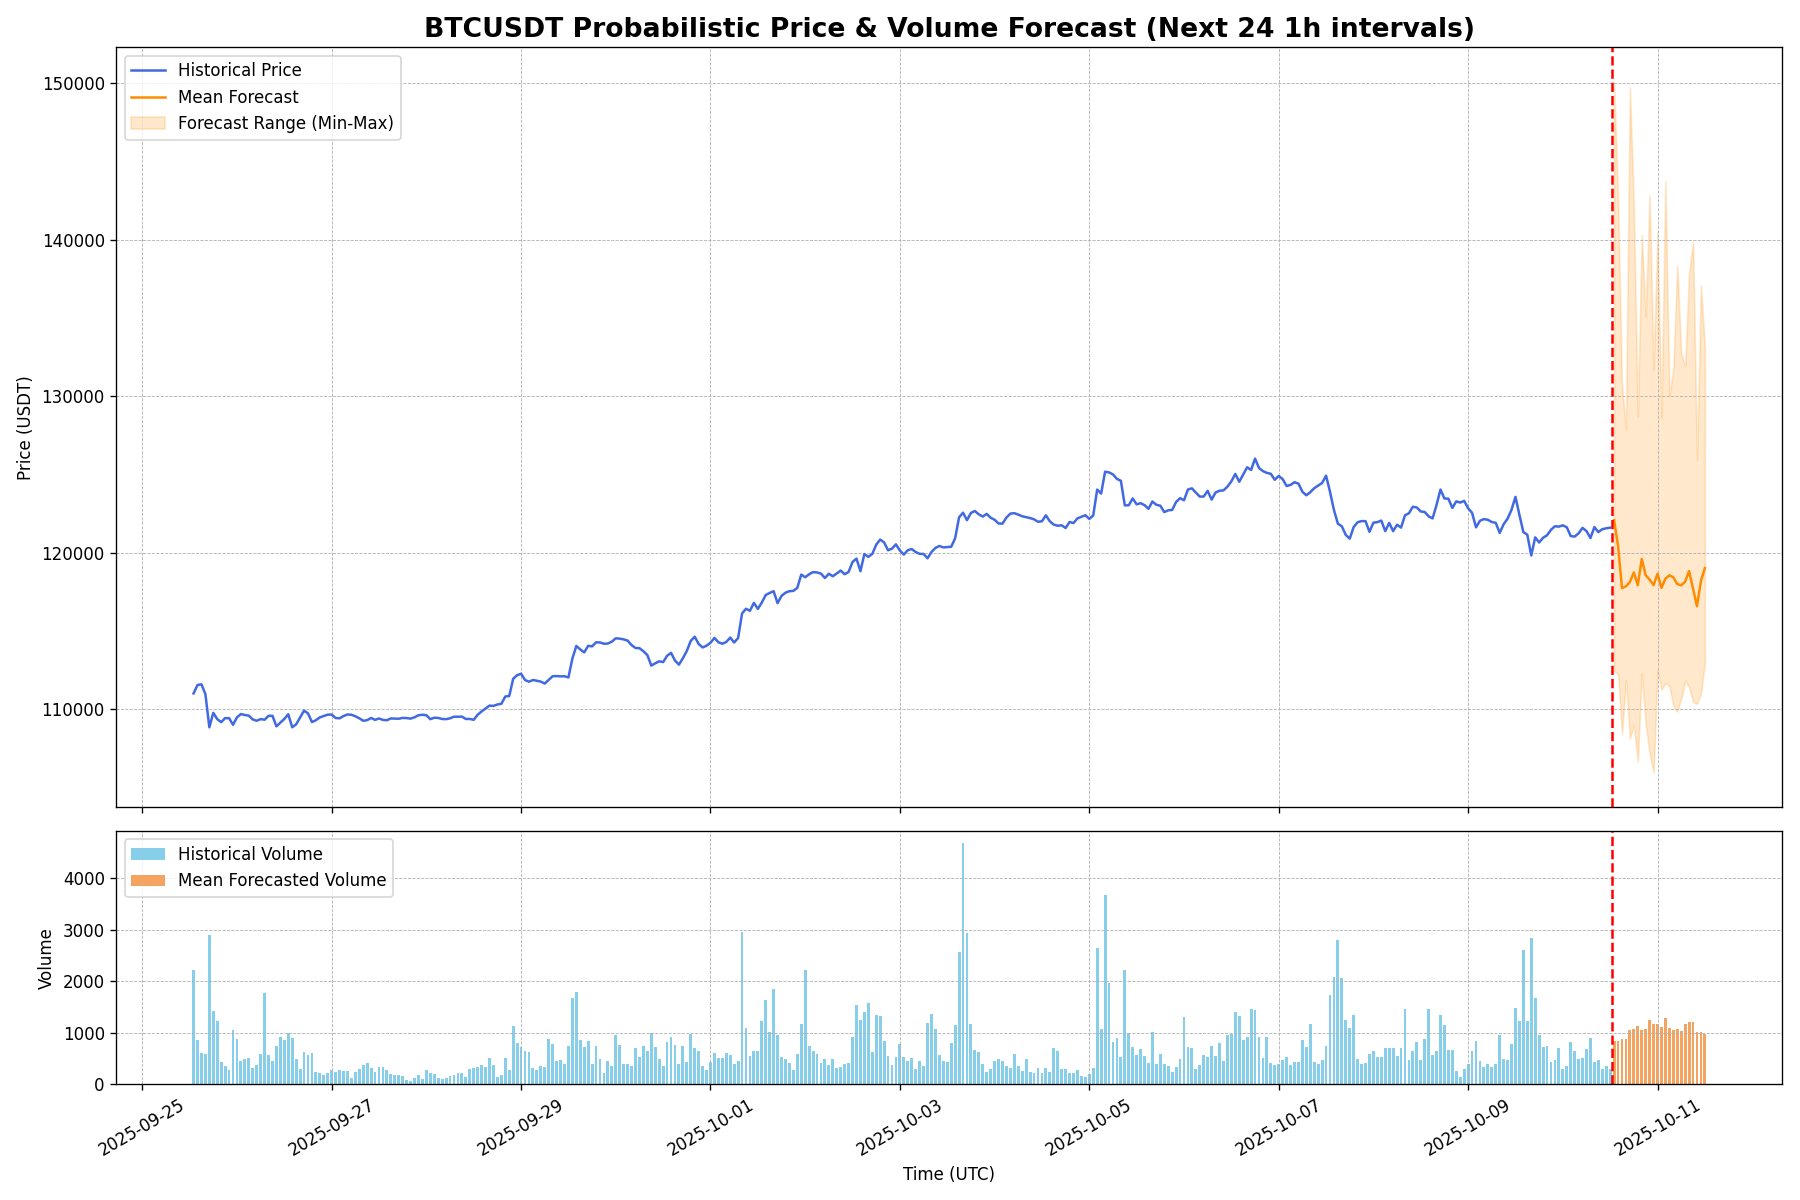 BTCUSDT Probabilistic Price & Volume Forecast (Next 24 1h intervals)
Historical Price
Mean Forecast
Forecast Range (Min-Max)
150000
140000
130000
120000
110000
Price (USDT)
Historical Volume
Mean Forecasted Volume
4000
3000
2000
1000
0
Volume
2025-09-25
2025-09-27
2025-09-29
2025-10-01
2025-10-03
2025-10-05
2025-10-07
2025-10-09
2025-10-11
Time (UTC)